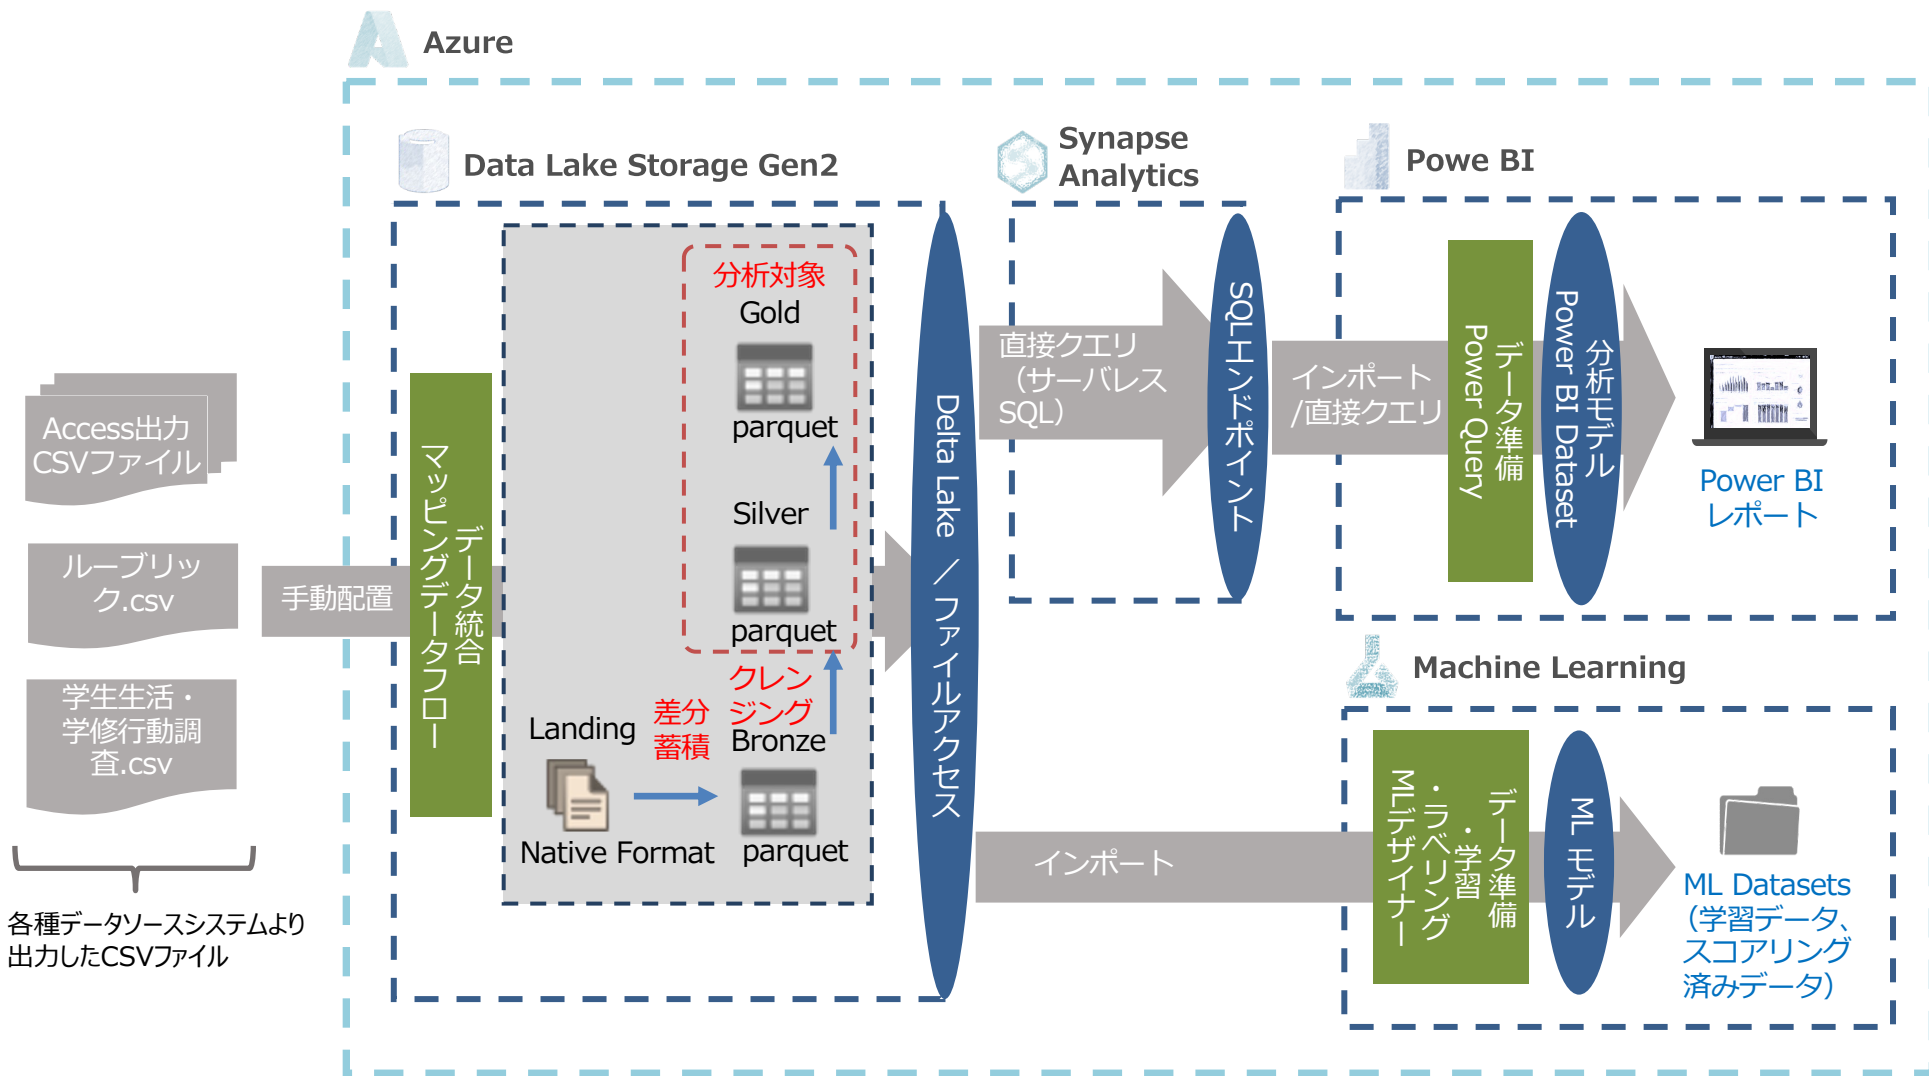 Azure
Data Lake Storage Gen2
Synapse
Analytics
Powe BI
Access出力
CSVファイル
ルーブリッ
ク.csv
学生生活・
学修行動調
査.csv
各種データソースシステムより
出力したCSVファイル
手動配置
データ統合
マッピングデータフロー
分析対象
Gold
parquet
Silver
parquet
クレン
ジング
Bronze
parquet
差分
蓄積
Landing
Native Format
Delta Lake ／ファイルアクセス
直接クエリ
（サーバレス
SQL）
SQLエンドポイント
インポート
/直接クエリ
データ準備
Power Query
分析モデル
Power BI Dataset
Power BI
レポート
Machine Learning
インポート
データ準備
・学習
・ラベリング
MLデザイナー
ML モデル
ML Datasets
（学習データ、
スコアリング
済みデータ）